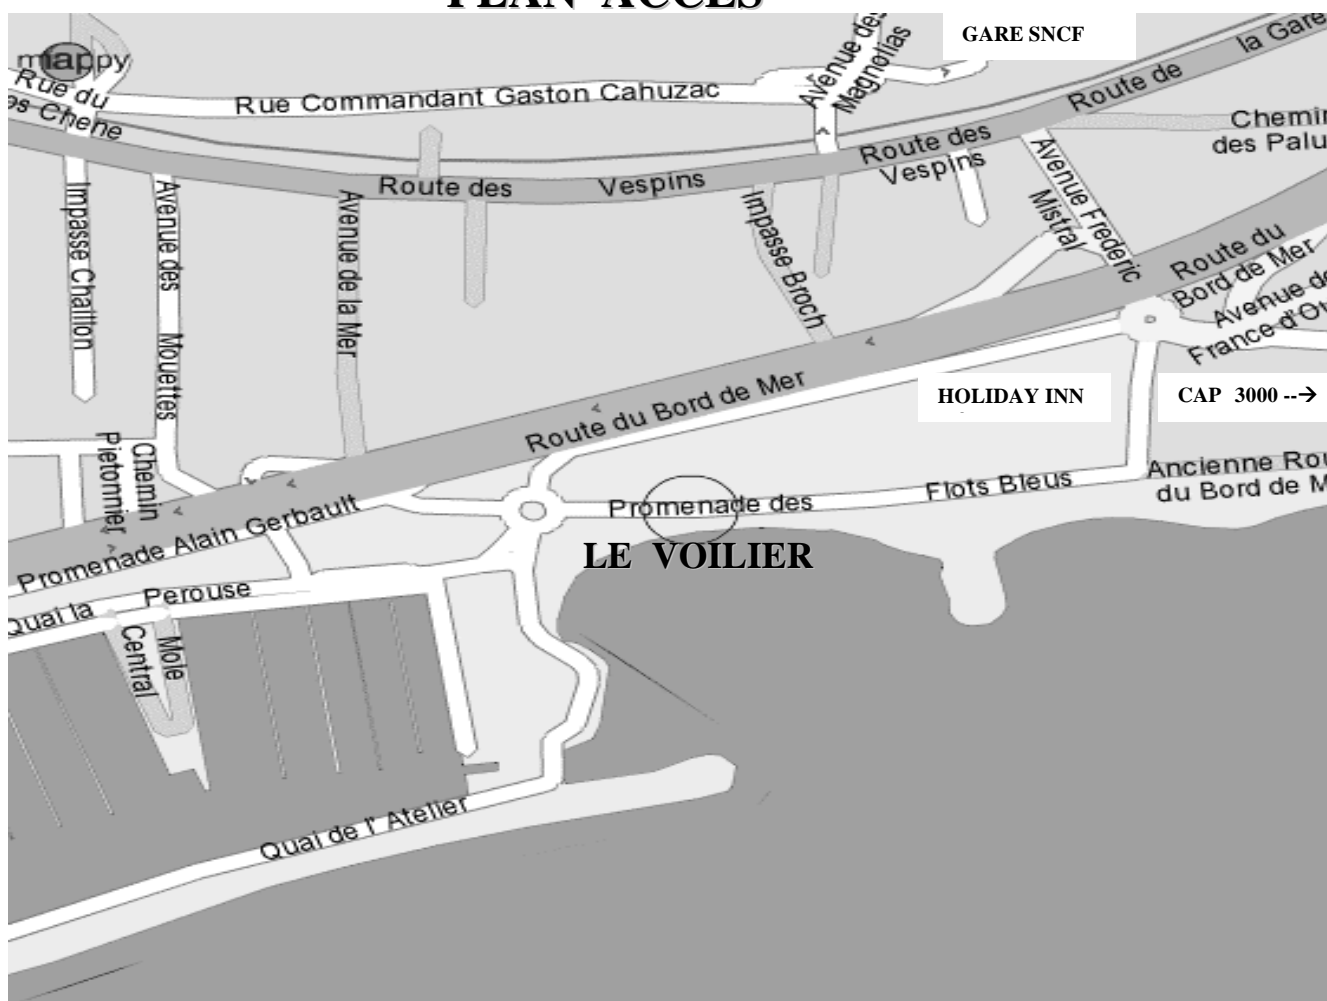 PLAN ACCES
GARE SNCF
mappy
Rue du
os Chene
Rue Commandant Gaston Cahuzac
Avenue des
Magnolias
Route de
la Gare
Route des
Vespins
Route des
Vespins
Chemin
des Palu
Impasse Chaillon
Avenue des Mouettes
Avenue de la Mer
Impasse Broch
Avenue Frederic
Mistral
Route du
Bord de Mer
Avenue de
France d'Ou
Route du Bord de Mer
HOLIDAY INN
CAP 3000 --→
Chemin
Pietonnier
Promenade Alain Gerbault
Promenade des
Flots Bleus
Ancienne Rou
du Bord de M
LE VOILIER
Quai la Perouse
Mole
Central
Quai de l' Atelier